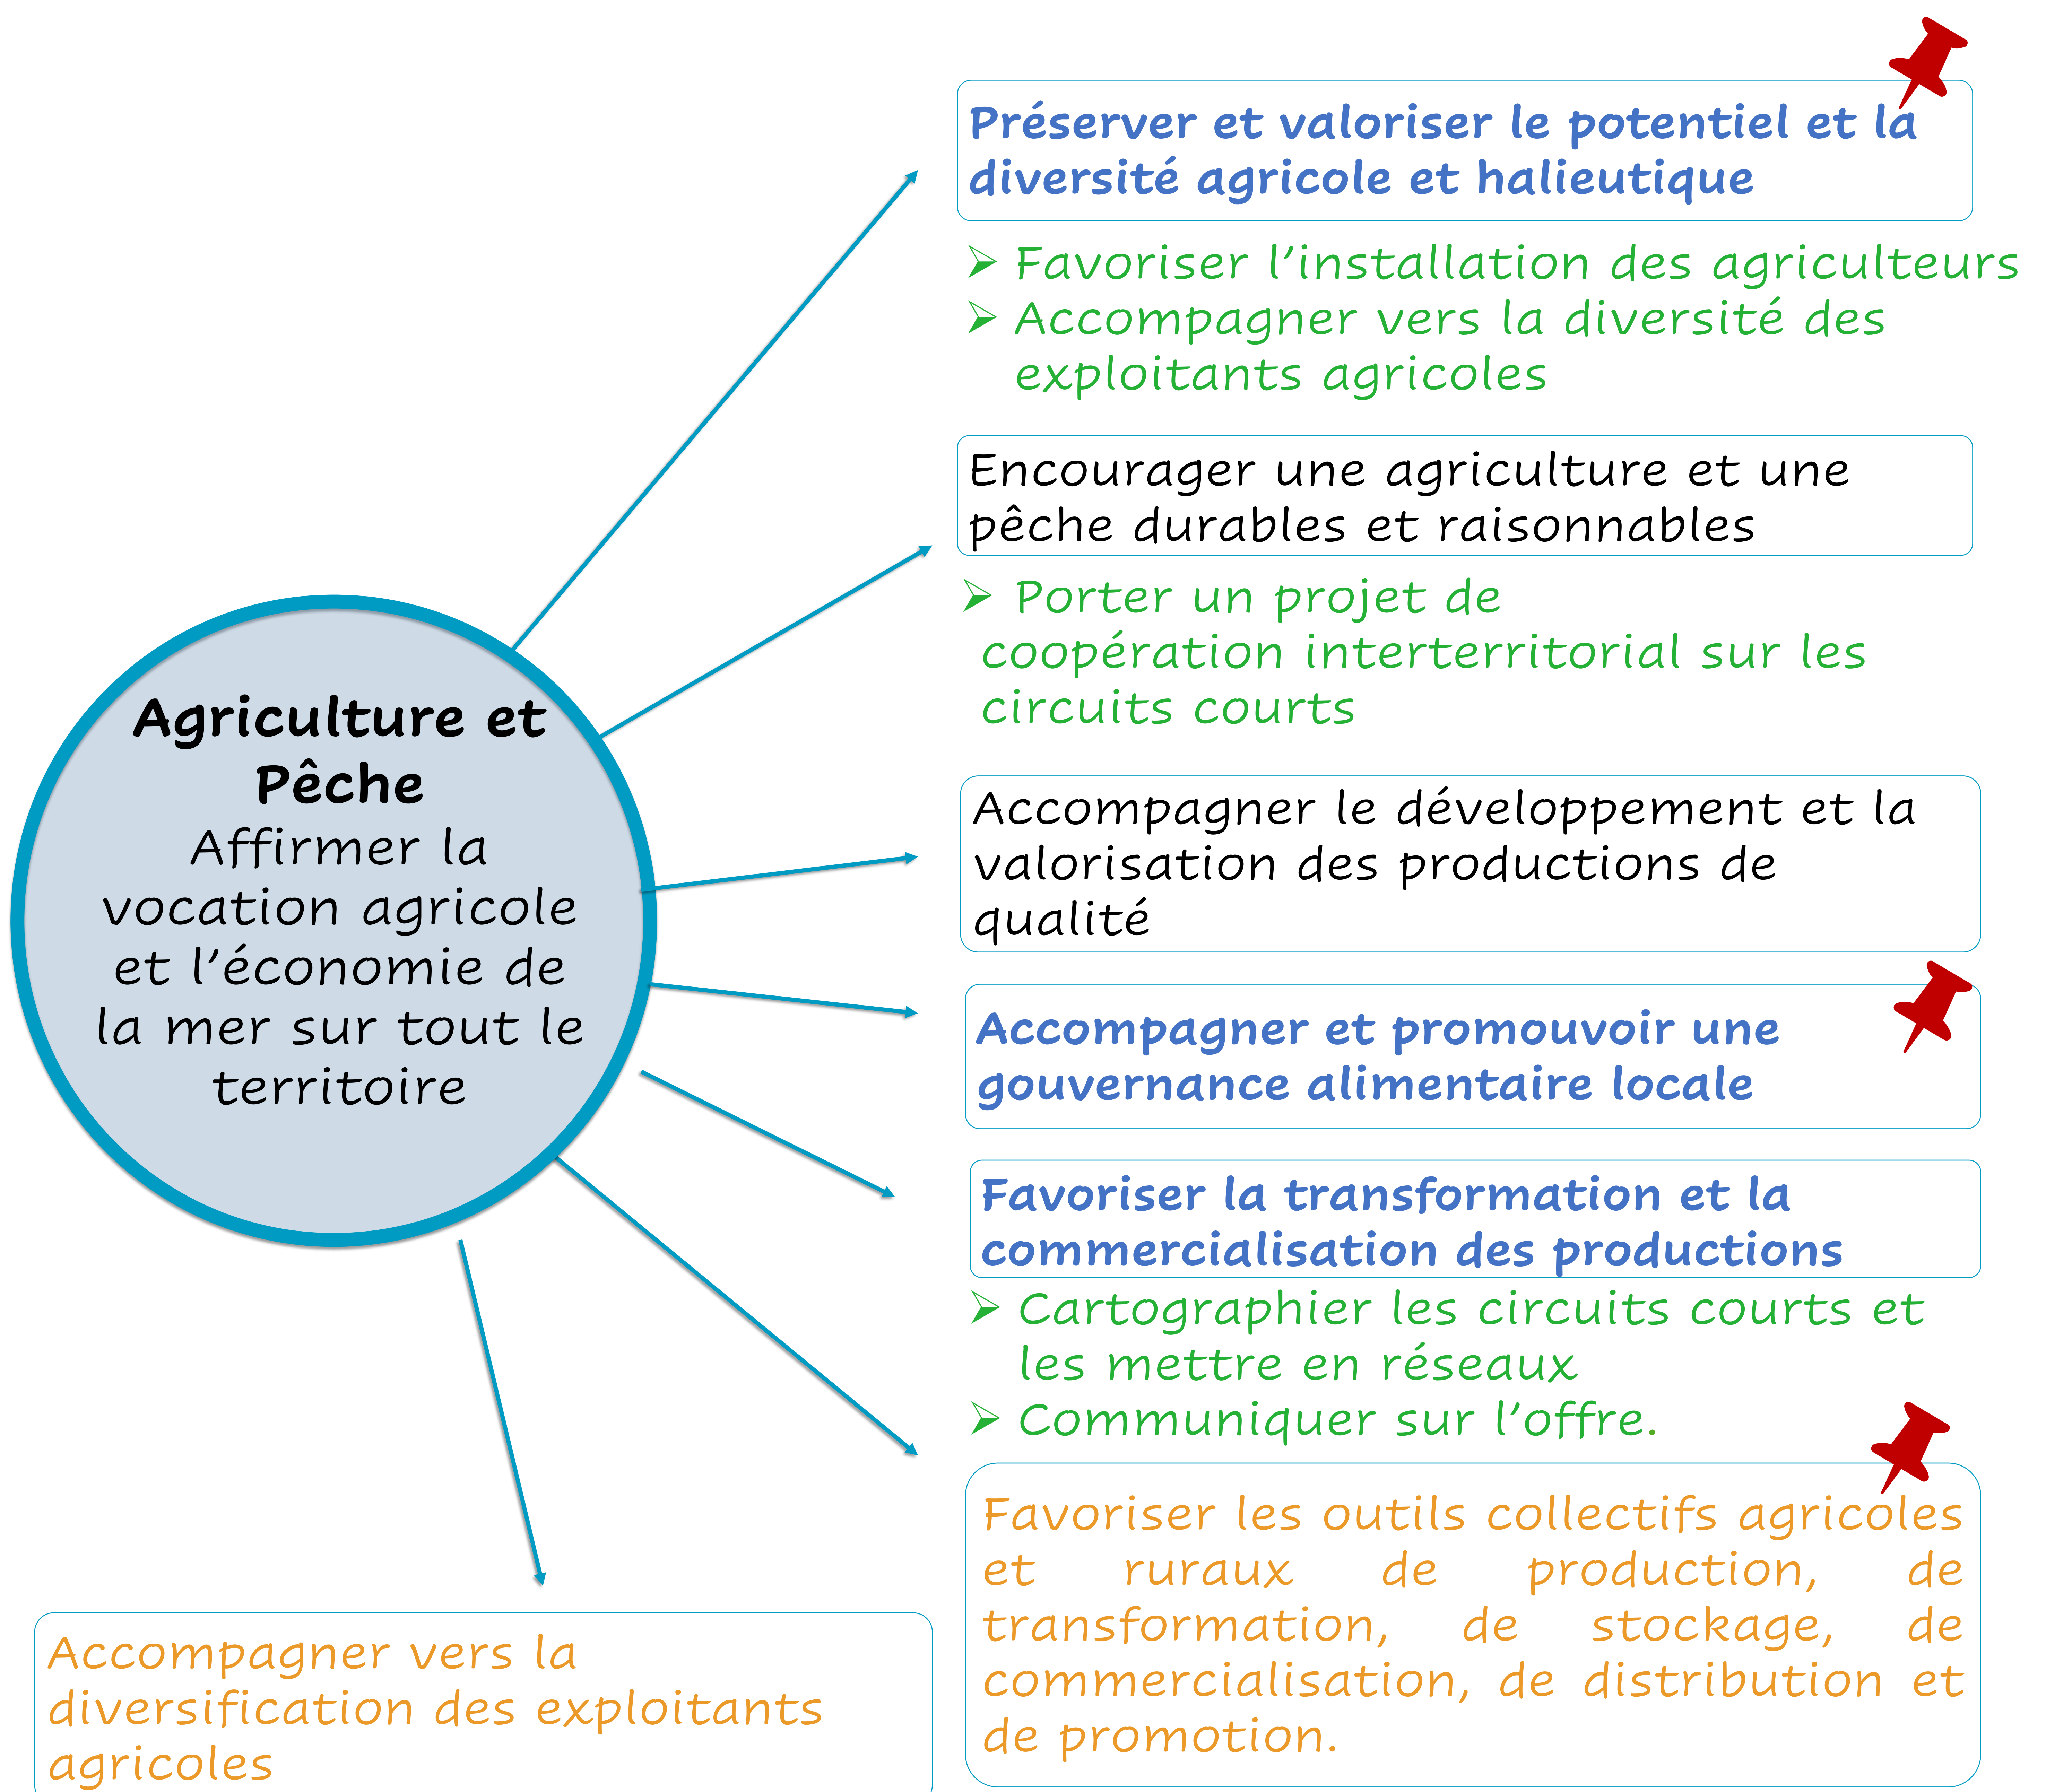 Agriculture et
Pêche
Affirmer la
vocation agricole
et l’économie de
la mer sur tout le
territoire
Préserver et valoriser le potentiel et la
diversité agricole et halieutique
Favoriser l’installation des agriculteurs
Accompagner vers la diversité des
exploitants agricoles
Encourager une agriculture et une
pêche durables et raisonnables
Porter un projet de
coopération interterritorial sur les
circuits courts
Accompagner le développement et la
valorisation des productions de
qualité
Accompagner et promouvoir une
gouvernance alimentaire locale
Favoriser la transformation et la
commercialisation des productions
Cartographier les circuits courts et
les mettre en réseaux
Communiquer sur l’offre.
Favoriser les outils collectifs agricoles
et ruraux de production, de
transformation, de stockage, de
commercialisation, de distribution et
de promotion.
Accompagner vers la
diversification des exploitants
agricoles